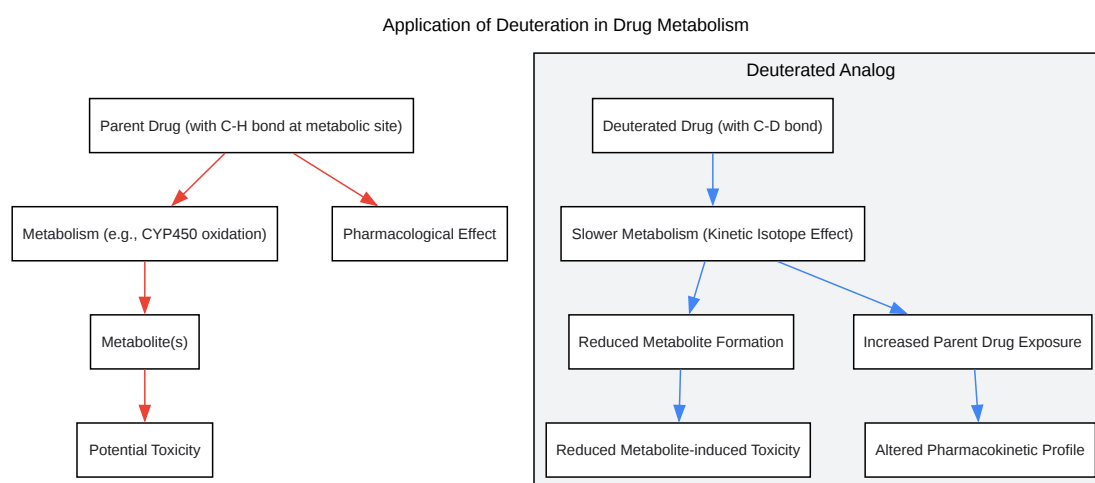 Application of Deuteration in Drug Metabolism
Deuterated Analog
Parent Drug (with C-H bond at metabolic site)
Deuterated Drug (with C-D bond)
Metabolism (e.g., CYP450 oxidation)
Pharmacological Effect
Slower Metabolism (Kinetic Isotope Effect)
Metabolite(s)
Reduced Metabolite Formation
Increased Parent Drug Exposure
Potential Toxicity
Reduced Metabolite-induced Toxicity
Altered Pharmacokinetic Profile